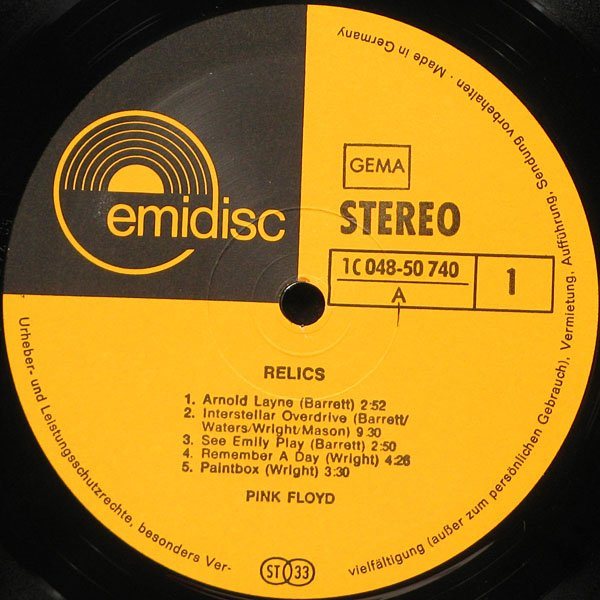 emidisc
GEMA
STEREO
1C 048-50 740
A
1
RELICS
1. Arnold Layne (Barrett) 2:52
2. Interstellar Overdrive (Barrett/
Waters/Wright/Mason) 9.30
3. See Emily Play (Barrett) 2:50
4. Remember A Day (Wright) 4:26
5. Paintbox (Wright) 3:30
PINK FLOYD
ST 33
Urheber- und Leistungsschutzrechte, besonders Ver-
vielfältigung (außer zum persönlichen Gebrauch), Vermietung, Aufführung, Sendung vorbehalten · Made in Germany